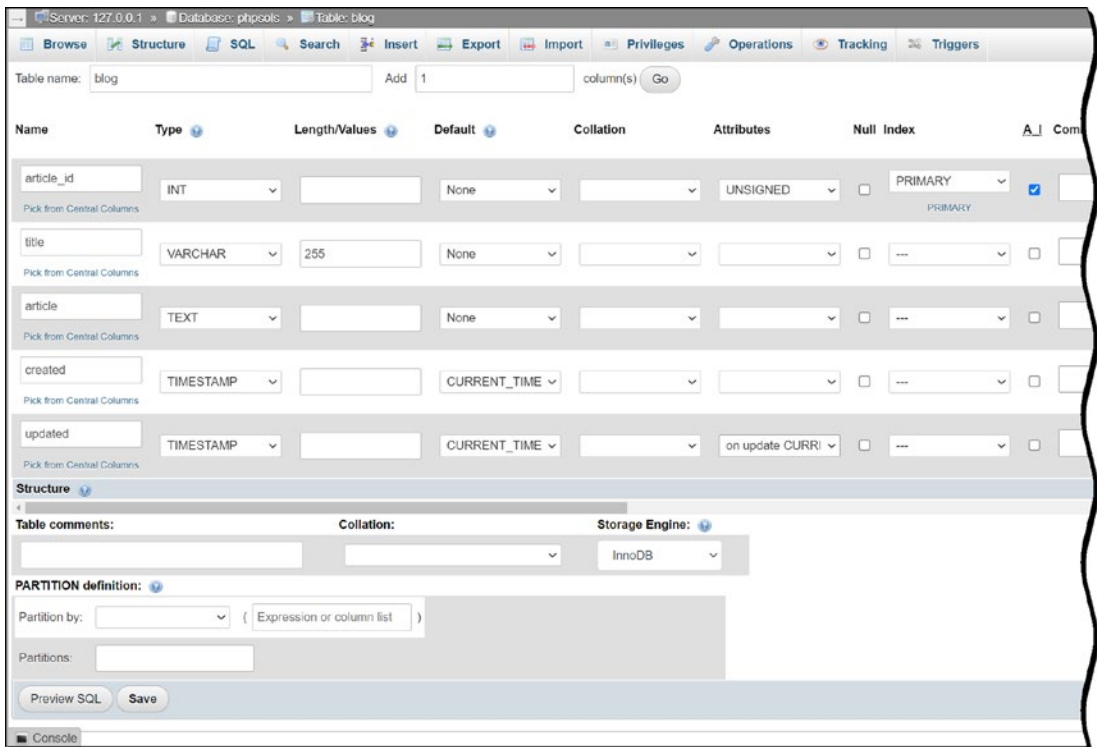 Server: 127.0.0.1 » Database: phpsols » Table: blog
Browse Structure SQL Search Insert Export Import Privileges Operations Tracking Triggers
Table name: blog Add 1 column(s) Go
Name Type Length/Values Default Collation Attributes Null Index A_I Com
article_id INT None UNSIGNED PRIMARY
Pick from Central Columns PRIMARY
title VARCHAR 255 None ---
Pick from Central Columns
article TEXT None ---
Pick from Central Columns
created TIMESTAMP CURRENT_TIME ---
Pick from Central Columns
updated TIMESTAMP CURRENT_TIME on update CURRI ---
Pick from Central Columns
Structure
Table comments: Collation: Storage Engine:
InnoDB
PARTITION definition:
Partition by: ( Expression or column list )
Partitions:
Preview SQL Save
Console